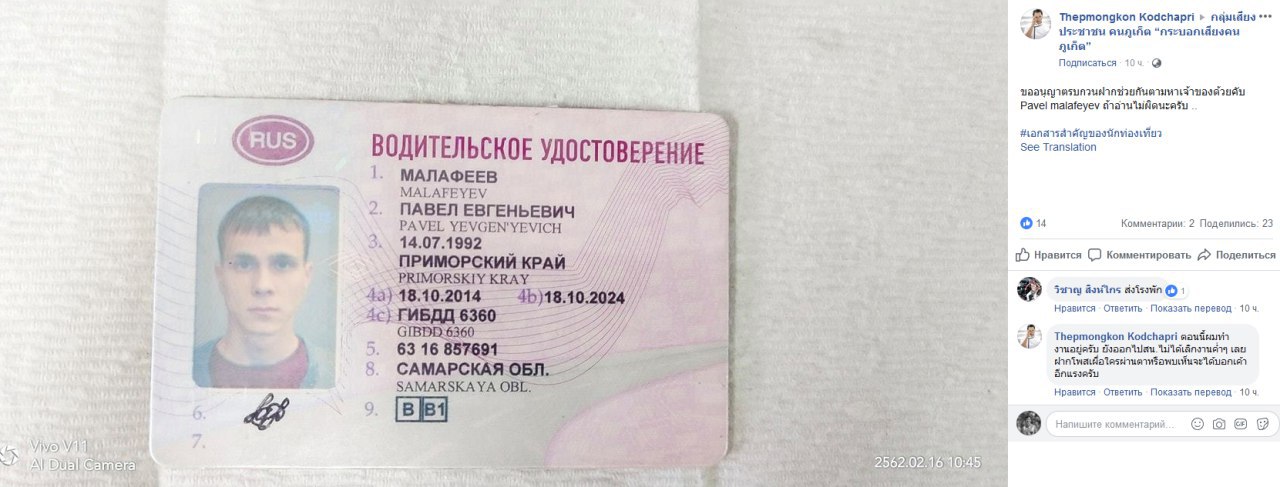 RUS
ВОДИТЕЛЬСКОЕ УДОСТОВЕРЕНИЕ
1. МАЛАФЕЕВ
MALAFEYEV
2. ПАВЕЛ ЕВГЕНЬЕВИЧ
PAVEL YEVGEN'YEVICH
3. 14.07.1992
ПРИМОРСКИЙ КРАЙ
PRIMORSKIY KRAY
4a) 18.10.2014 4b) 18.10.2024
4c) ГИБДД 6360
GIBDD 6360
5. 63 16 857691
8. САМАРСКАЯ ОБЛ.
SAMARSKAYA OBL.
6.
9. B B1
7.
Vivo V11
AI Dual Camera
2562.02.16 10:45
Thepmongkon Kodchapri ▸ กลุ่มเสียง
ประชาชน คนภูเก็ต "กระบอกเสียงคน
ภูเก็ต"
Подписаться · 10 ч. ·
ขออนุญาตรบกวนฝากช่วยกันตามหาเจ้าของด้วยคับ
Pavel malafeyev ถ้าอ่านไม่ผิดนะครับ ..
#เอกสารสำคัญของนักท่องเที่ยว
See Translation
14 Комментарии: 2 Поделились: 23
Нравится Комментировать Поделиться
วิชาญ สิงห์ไกร ส่งโรงพัก 1
Нравится · Ответить · Показать перевод · 10 ч.
Thepmongkon Kodchapri ตอนนี้ผมทำ
งานอยู่ครับ ยังออกไปสน.ไม่ได้เลิกงานค่ำๆ เลย
ฝากโพสเผื่อใครผ่านตาหรือพบเห็นจะได้บอกเค้า
อีกแรงครับ
Нравится · Ответить · Показать перевод · 10 ч.
Напишите комментарий...
GIF